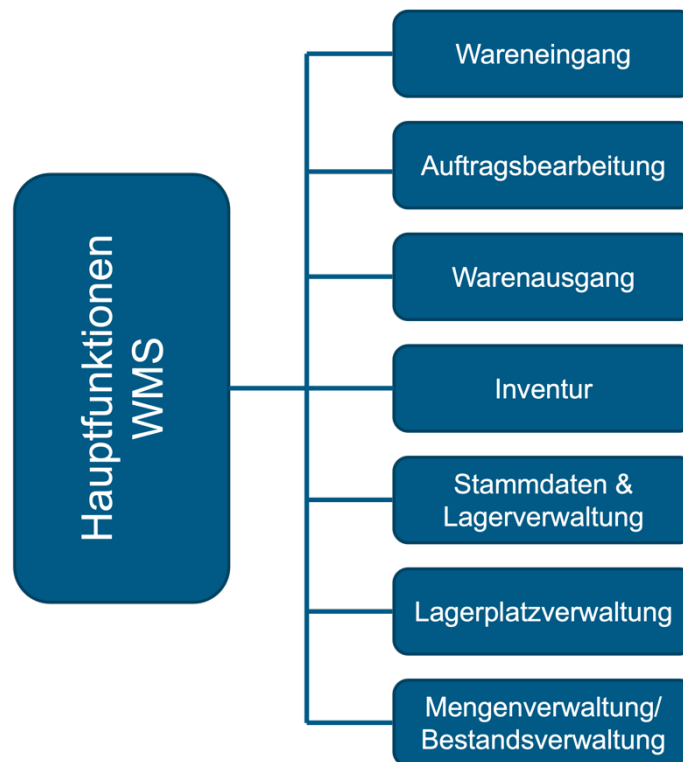 Hauptfunktionen
WMS
Wareneingang
Auftragsbearbeitung
Warenausgang
Inventur
Stammdaten &
Lagerverwaltung
Lagerplatzverwaltung
Mengenverwaltung/
Bestandsverwaltung